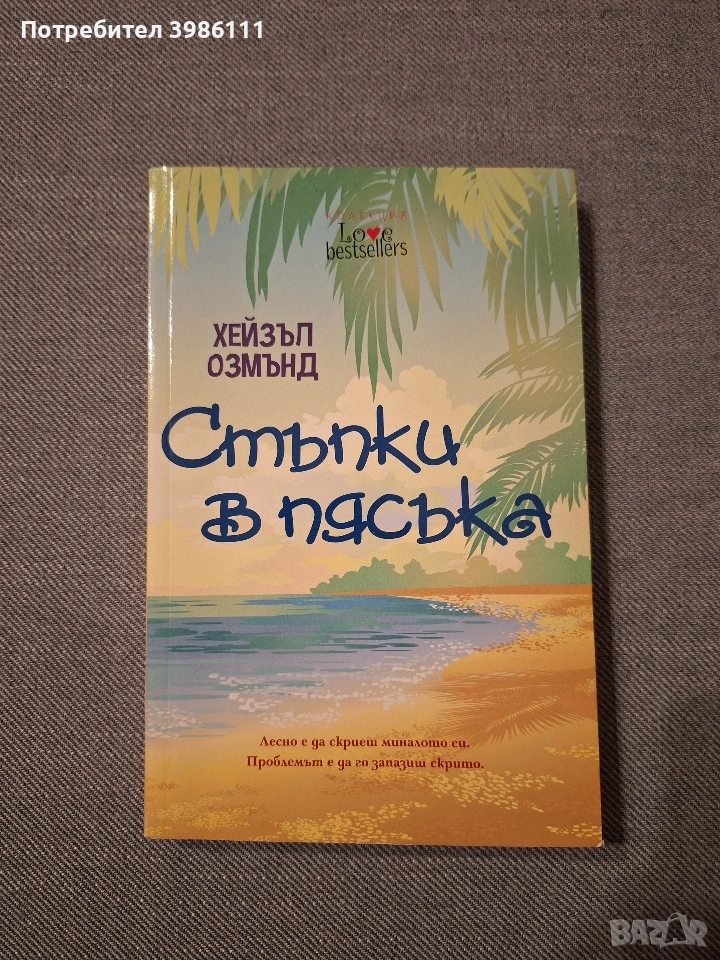 Потребител 3986111
КОЛЕКЦИЯ
Love
bestsellers
ХЕЙЗЪЛ
ОЗМЪНД
Стъпки
в пясъка
Лесно е да скриеш миналото си.
Проблемът е да го запазиш скрито.
BAZAR